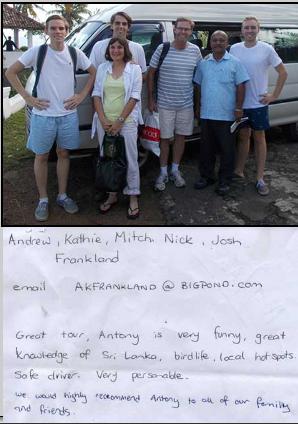 Andrew, Kathie, Mitch, Nick, Josh
Frankland
email AKFRANKLAND @ BIGPOND.com
Great tour, Antony is very funny, great
knowledge of Sri Lanka, birdlife, local hotspots.
Safe driver. Very personable.
we would highly recommend Antony to all of our family
and friends.